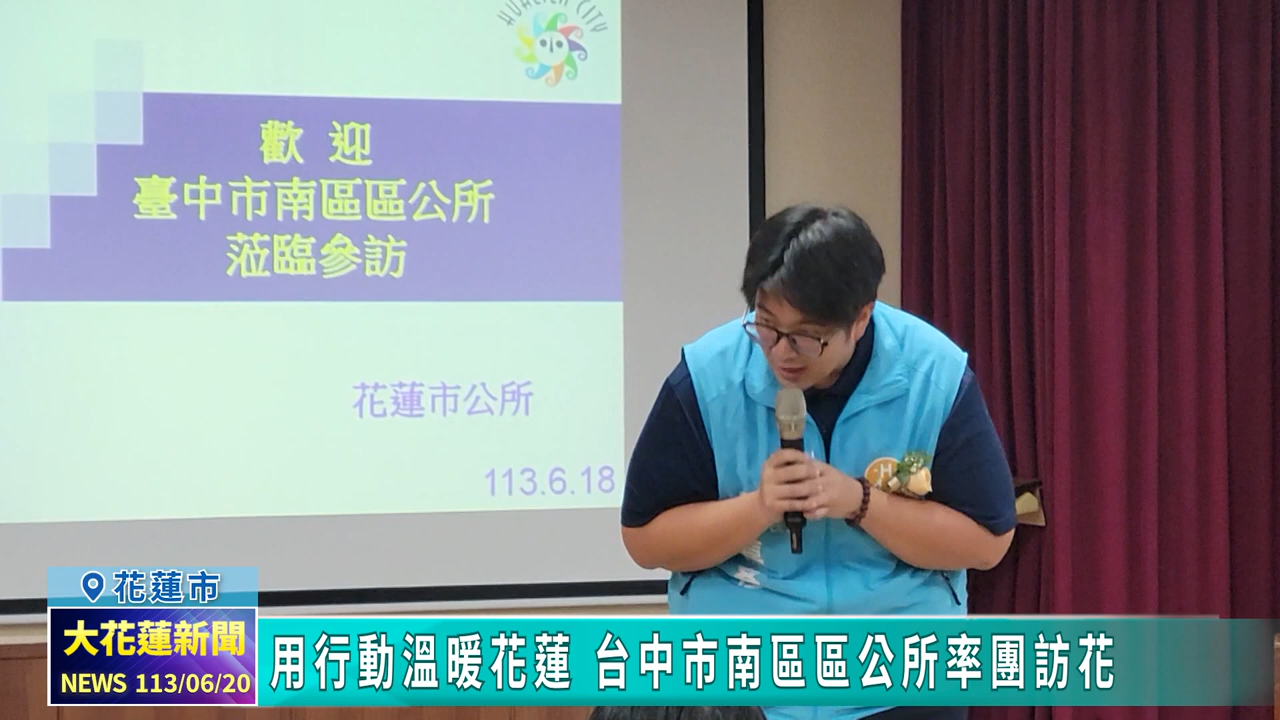 HUALIEN CITY
歡 迎
臺中市南區區公所
蒞臨參訪
花蓮市公所
113.6.18
H
花蓮市
大花蓮新聞
NEWS 113/06/20
用行動溫暖花蓮 台中市南區區公所率團訪花